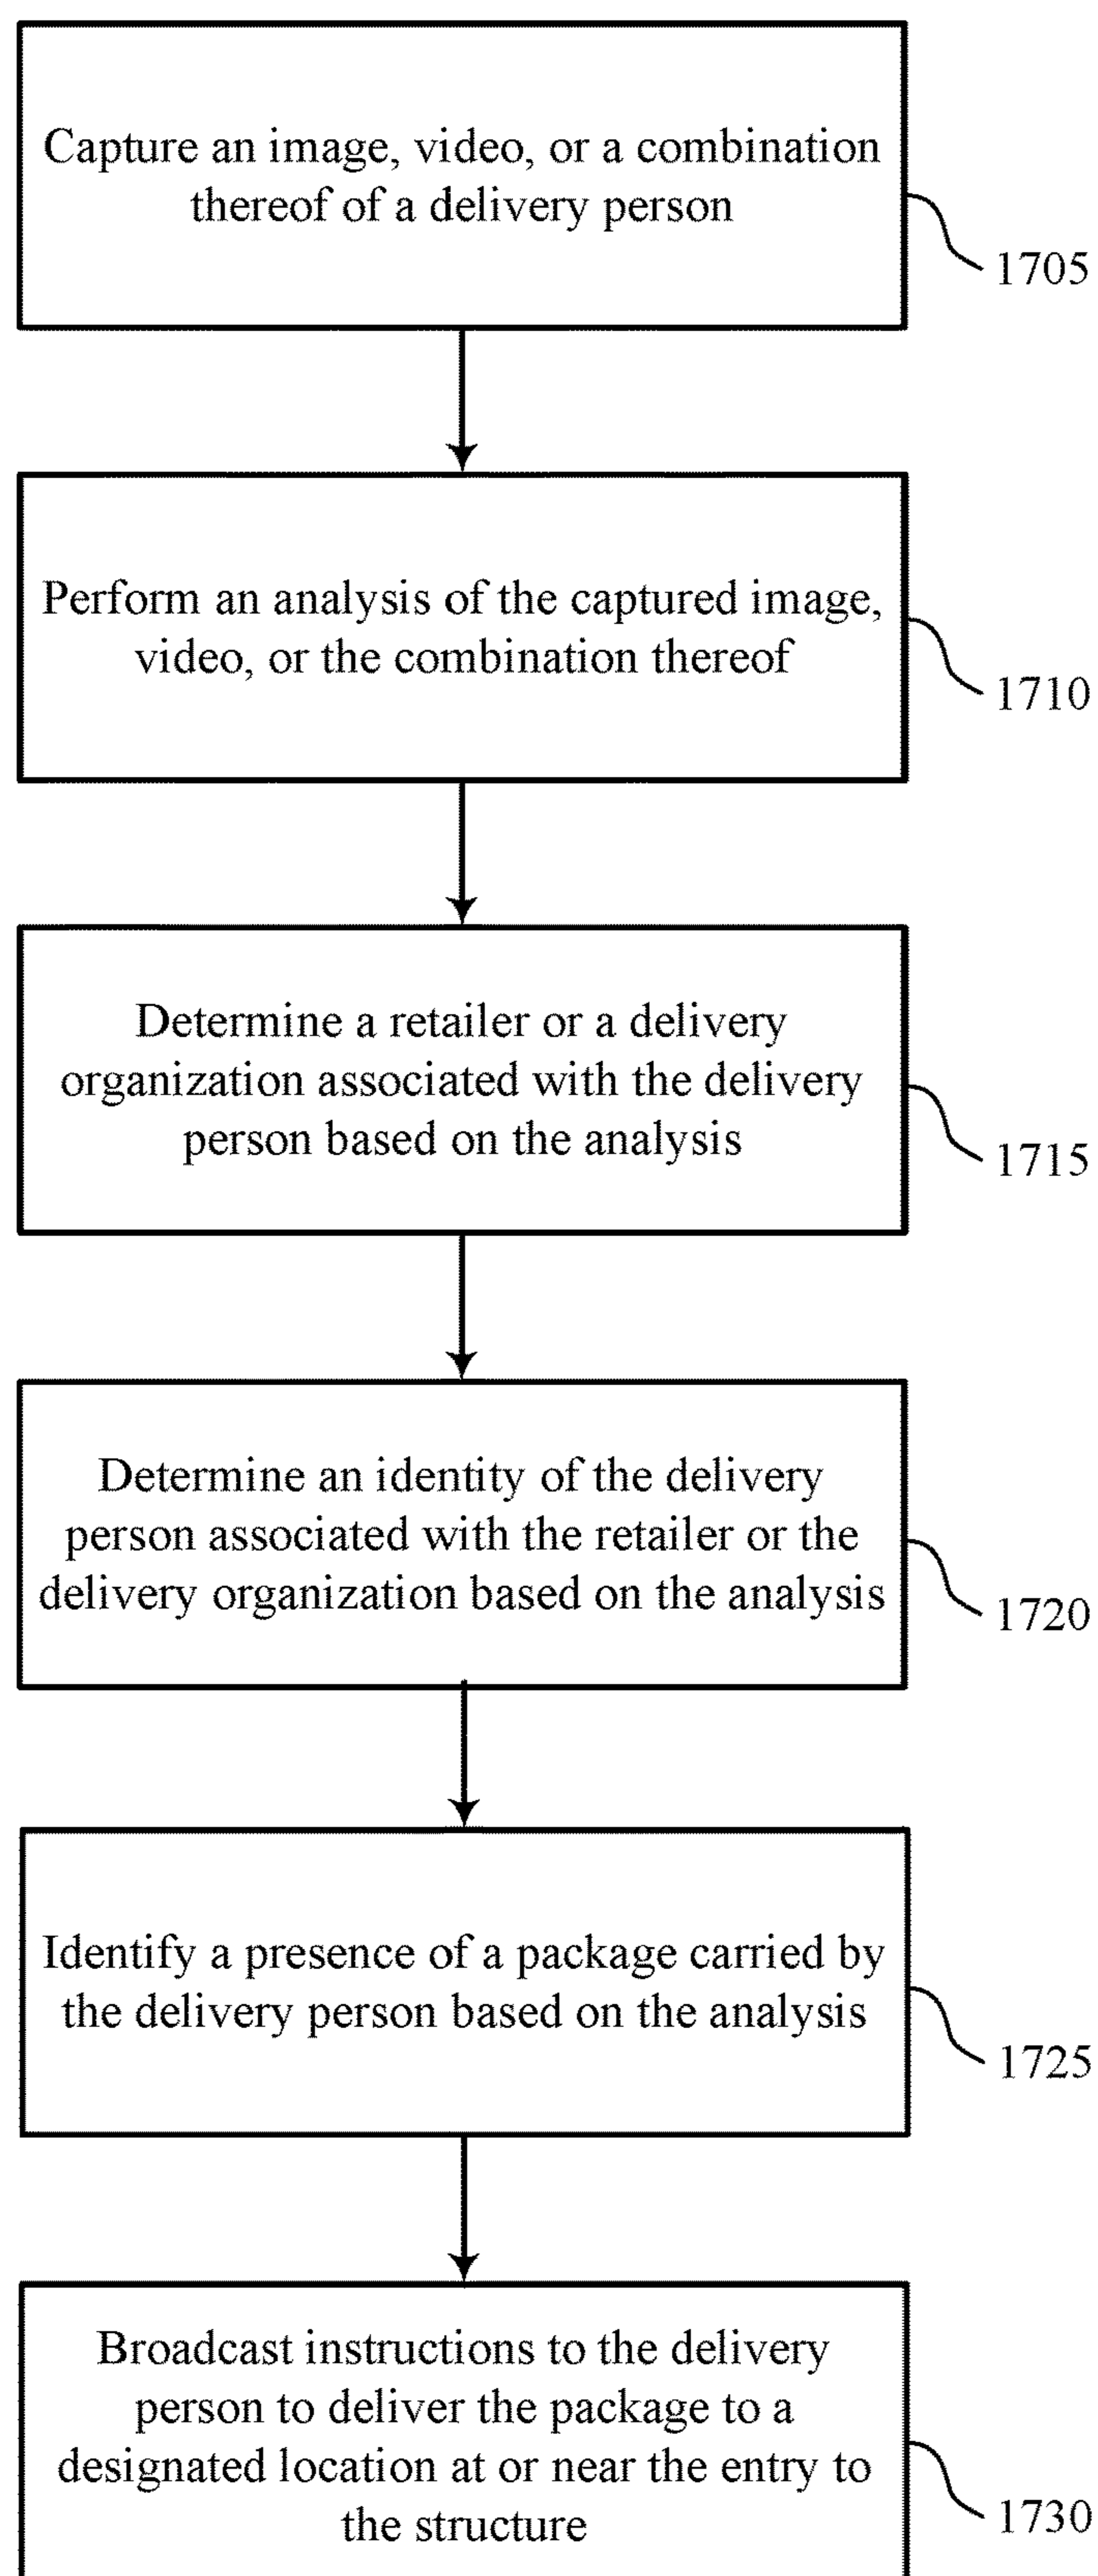 Capture an image, video, or a combination
thereof of a delivery person
1705
Perform an analysis of the captured image,
video, or the combination thereof
1710
Determine a retailer or a delivery
organization associated with the delivery
person based on the analysis
1715
Determine an identity of the delivery
person associated with the retailer or the
delivery organization based on the analysis
1720
Identify a presence of a package carried by
the delivery person based on the analysis
1725
Broadcast instructions to the delivery
person to deliver the package to a
designated location at or near the entry to
the structure
1730